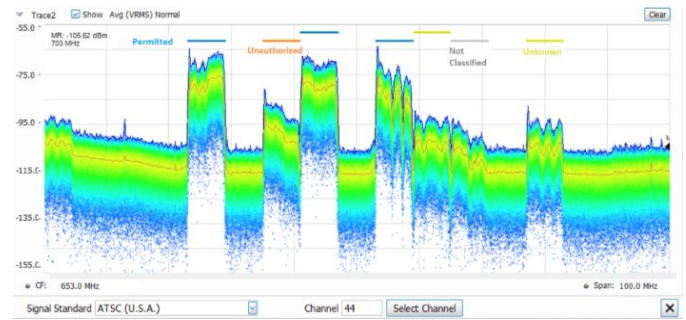 Trace2 Show Avg (VRMS) Normal Clear
-55.0
MR: -105.62 dBm
703 MHz
Permitted
Unauthorized
Not
Classified
Unknown
-75.0
-95.0
-115.0
-135.0
-155.0
CF: 653.0 MHz Span: 100.0 MHz
Signal Standard ATSC (U.S.A.) Channel 44 Select Channel